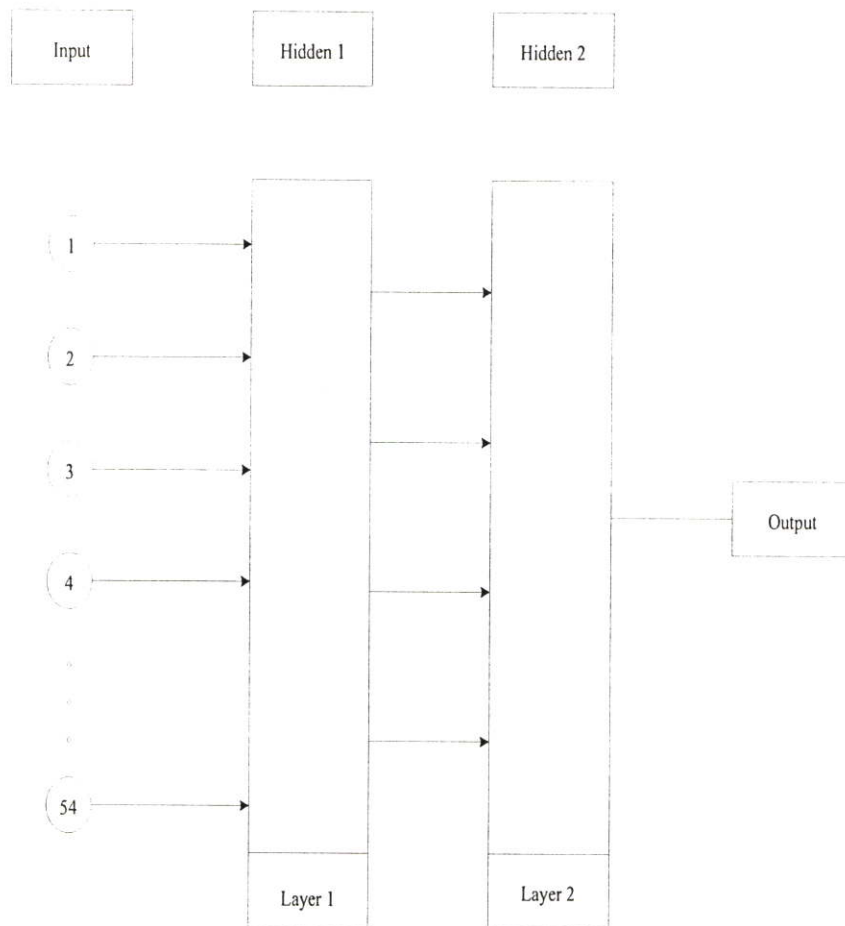 Input
Hidden 1
Hidden 2
1
2
3
4
54
Output
Layer 1
Layer 2